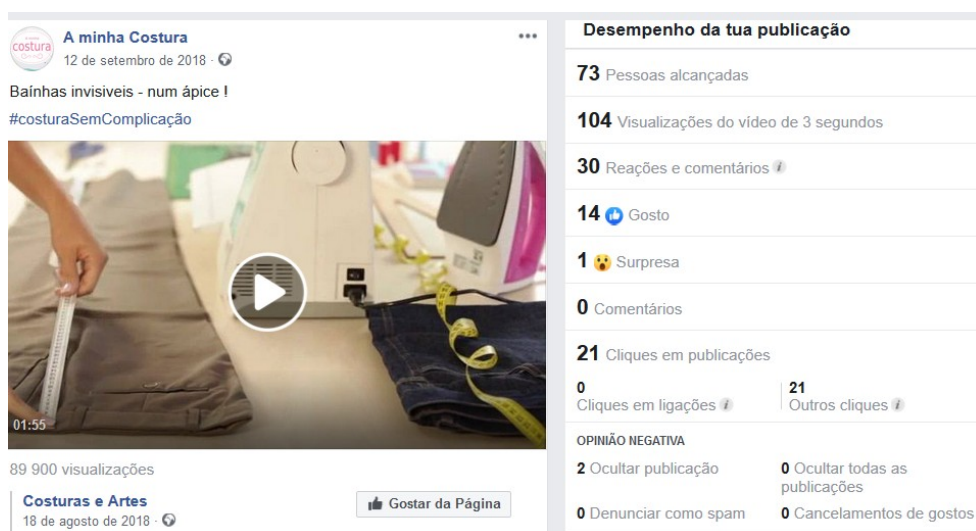 A minha Costura
12 de setembro de 2018 ·
Baínhas invisiveis - num ápice !
#costuraSemComplicação
costura
01:55
89 900 visualizações
Costuras e Artes
18 de agosto de 2018 ·
Gostar da Página
Desempenho da tua publicação
73 Pessoas alcançadas
104 Visualizações do vídeo de 3 segundos
30 Reações e comentários
14 Gosto
1 Surpresa
0 Comentários
21 Cliques em publicações
0
Cliques em ligações
21
Outros cliques
OPINIÃO NEGATIVA
2 Ocultar publicação
0 Ocultar todas as
publicações
0 Denunciar como spam
0 Cancelamentos de gostos